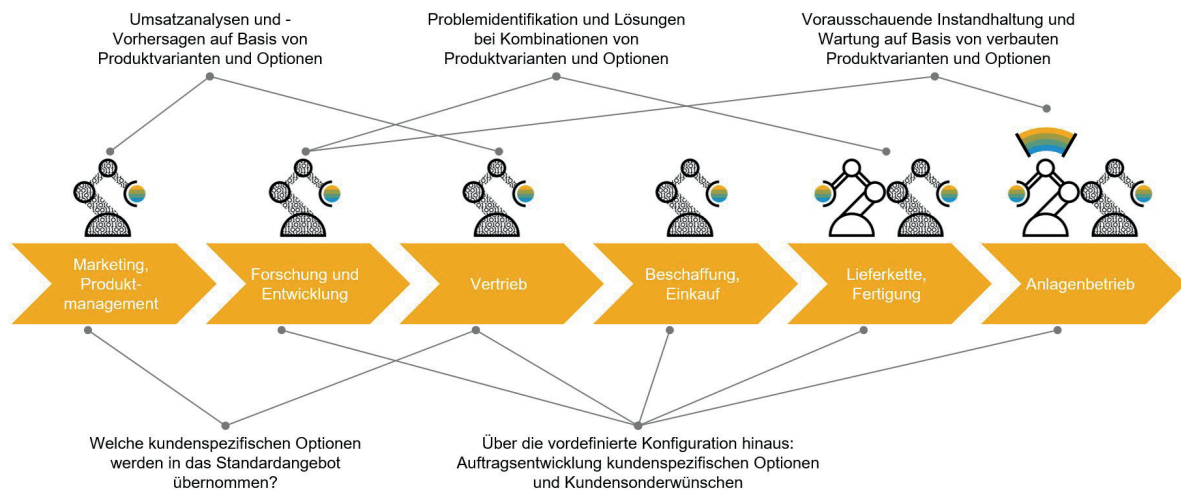 Umsatzanalysen und -
Vorhersagen auf Basis von
Produktvarianten und Optionen
Problemidentifikation und Lösungen
bei Kombinationen von
Produktvarianten und Optionen
Vorausschauende Instandhaltung und
Wartung auf Basis von verbauten
Produktvarianten und Optionen
Marketing,
Produkt-
management
Forschung und
Entwicklung
Vertrieb
Beschaffung,
Einkauf
Lieferkette,
Fertigung
Anlagenbetrieb
Welche kundenspezifischen Optionen
werden in das Standardangebot
übernommen?
Über die vordefinierte Konfiguration hinaus:
Auftragsentwicklung kundenspezifischen Optionen
und Kundensonderwünschen